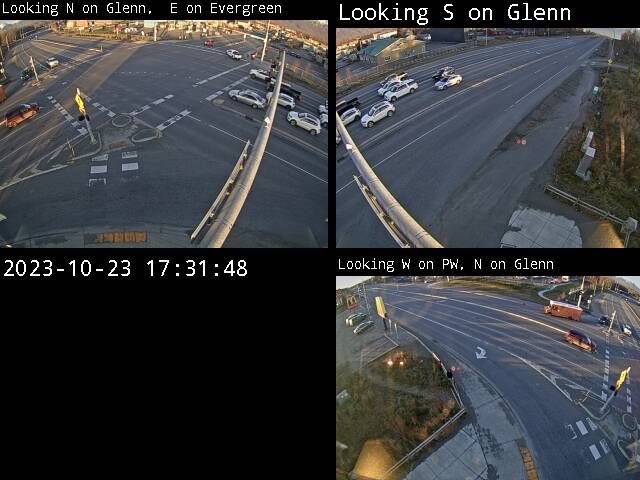 Looking N on Glenn,  E on Evergreen
Looking S on Glenn
2023-10-23 17:31:48
Looking W on PW, N on Glenn